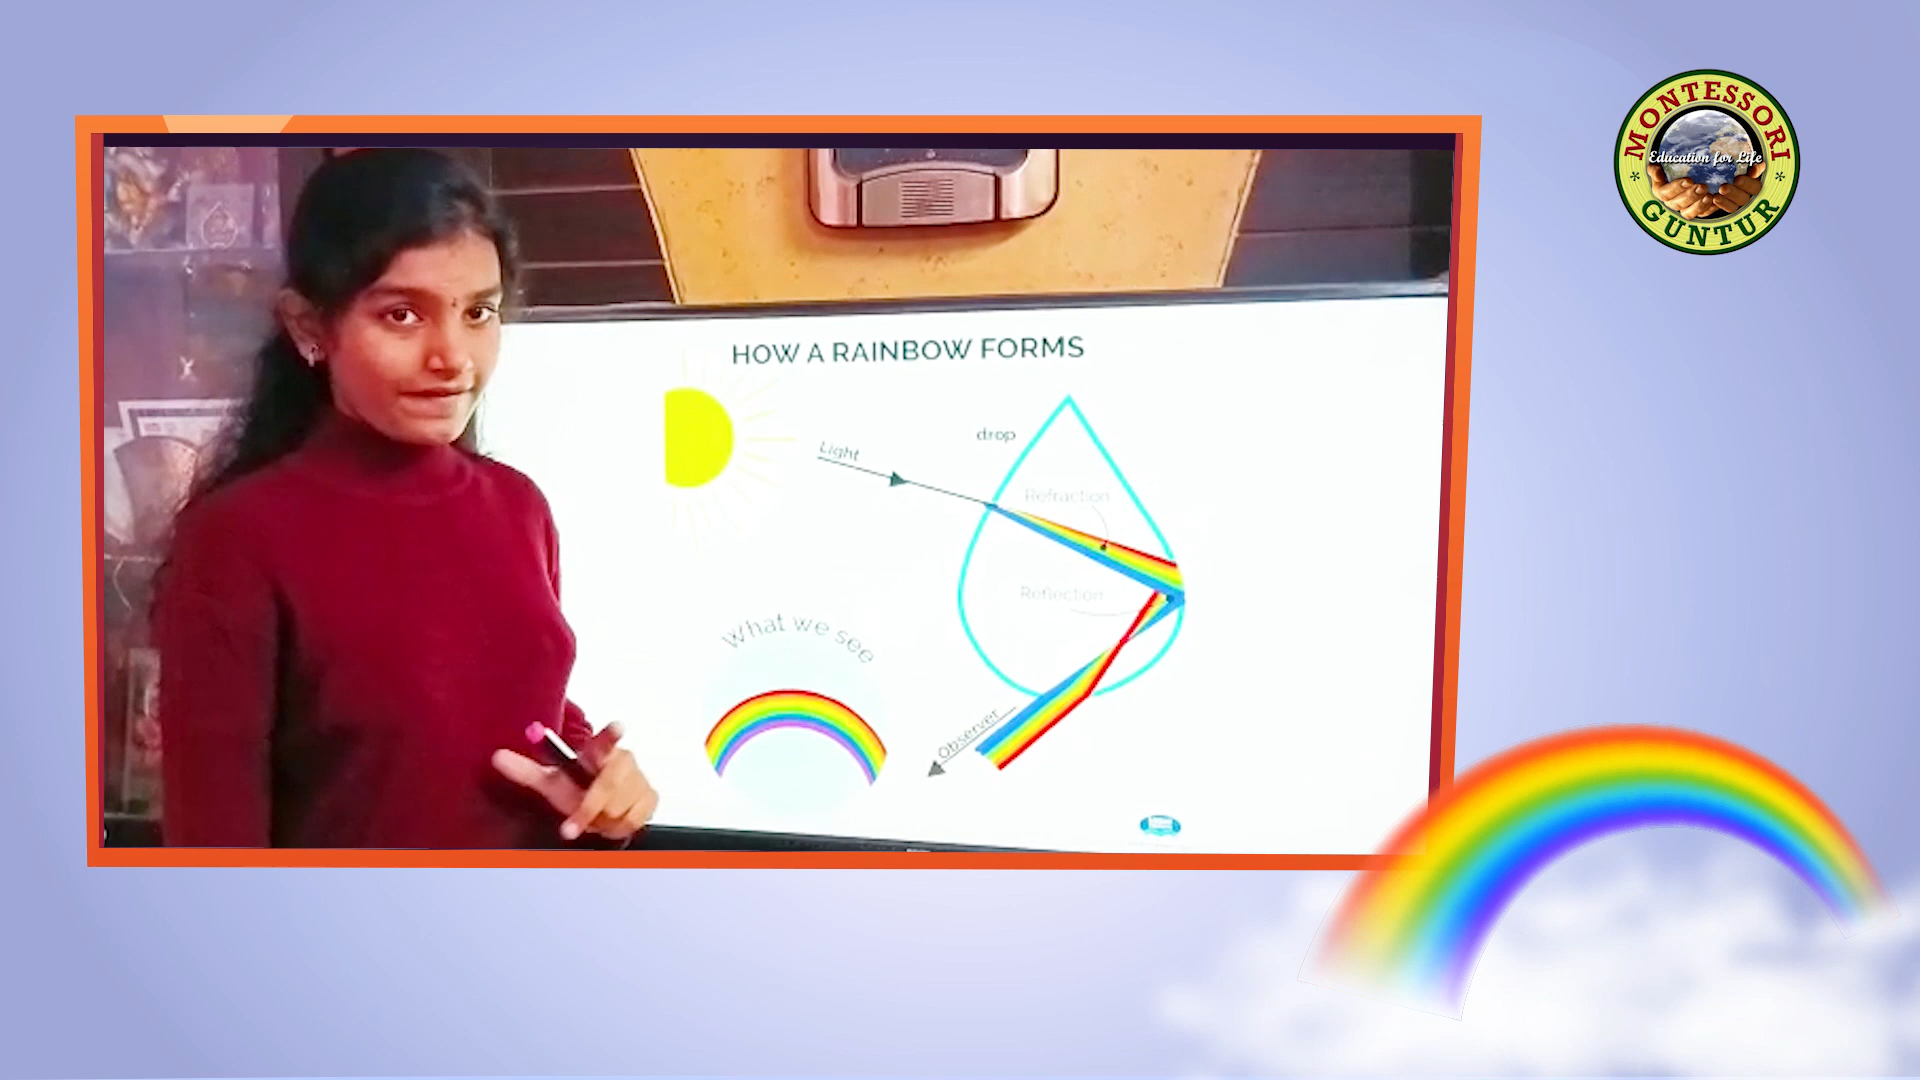 MONTESSORI
Education for Life
* GUNTUR *
HOW A RAINBOW FORMS
drop
Light
Refraction
Reflection
What we see
Observer